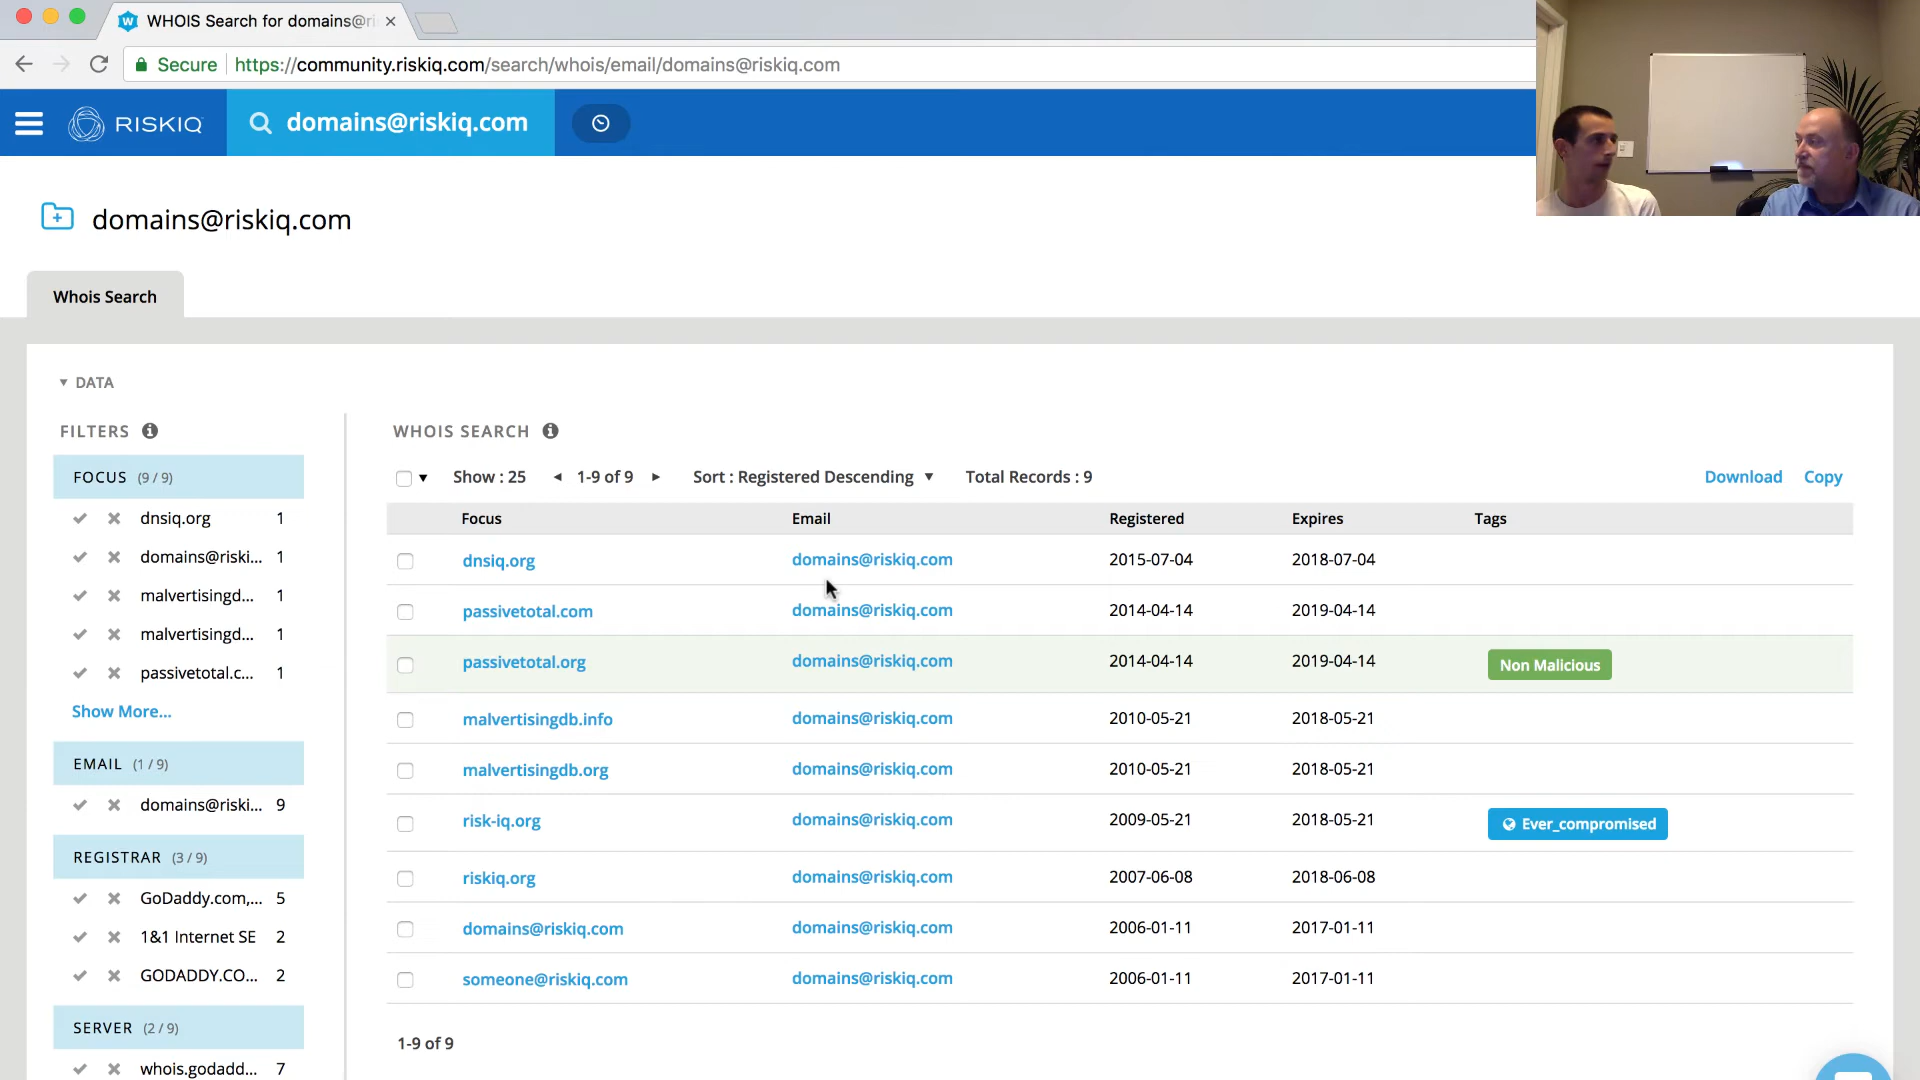 WHOIS Search for domains@ri
Secure https://community.riskiq.com/search/whois/email/domains@riskiq.com
RISKIQ domains@riskiq.com
domains@riskiq.com
Whois Search
DATA
FILTERS
FOCUS (9 / 9)
dnsiq.org 1
domains@riski... 1
malvertisingd... 1
malvertisingd... 1
passivetotal.c... 1
Show More...
EMAIL (1 / 9)
domains@riski... 9
REGISTRAR (3 / 9)
GoDaddy.com,... 5
1&1 Internet SE 2
GODADDY.CO... 2
SERVER (2 / 9)
whois.godadd... 7
WHOIS SEARCH
Show : 25 1-9 of 9 Sort : Registered Descending Total Records : 9 Download Copy
Focus Email Registered Expires Tags
dnsiq.org domains@riskiq.com 2015-07-04 2018-07-04
passivetotal.com domains@riskiq.com 2014-04-14 2019-04-14
passivetotal.org domains@riskiq.com 2014-04-14 2019-04-14 Non Malicious
malvertisingdb.info domains@riskiq.com 2010-05-21 2018-05-21
malvertisingdb.org domains@riskiq.com 2010-05-21 2018-05-21
risk-iq.org domains@riskiq.com 2009-05-21 2018-05-21 Ever_compromised
riskiq.org domains@riskiq.com 2007-06-08 2018-06-08
domains@riskiq.com domains@riskiq.com 2006-01-11 2017-01-11
someone@riskiq.com domains@riskiq.com 2006-01-11 2017-01-11
1-9 of 9